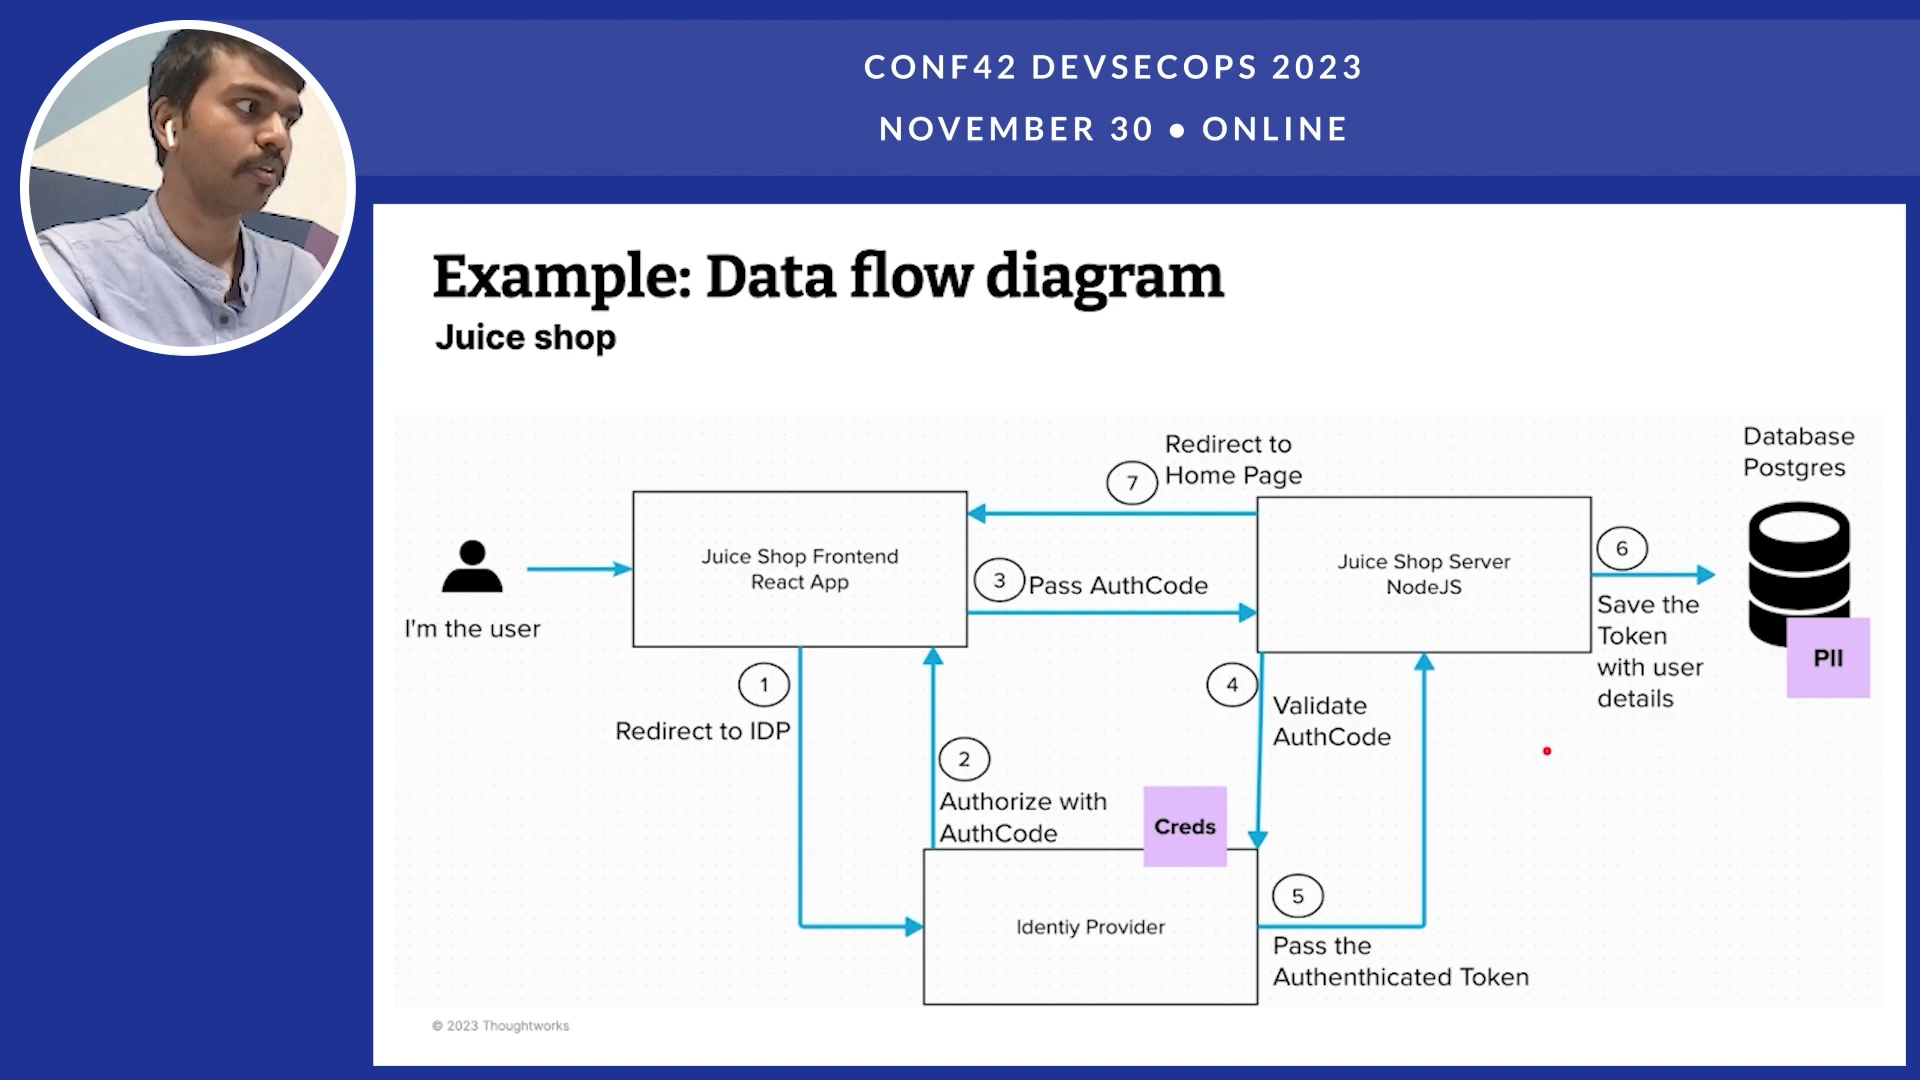 CONF42 DEVSECOPS 2023
NOVEMBER 30 • ONLINE
Example: Data flow diagram
Juice shop
I'm the user
Juice Shop Frontend
React App
1
Redirect to IDP
2
Authorize with
AuthCode
3
Pass AuthCode
7
Redirect to
Home Page
Juice Shop Server
NodeJS
4
Validate
AuthCode
Creds
Identiy Provider
5
Pass the
Authenthicated Token
6
Save the
Token
with user
details
Database
Postgres
PII
© 2023 Thoughtworks